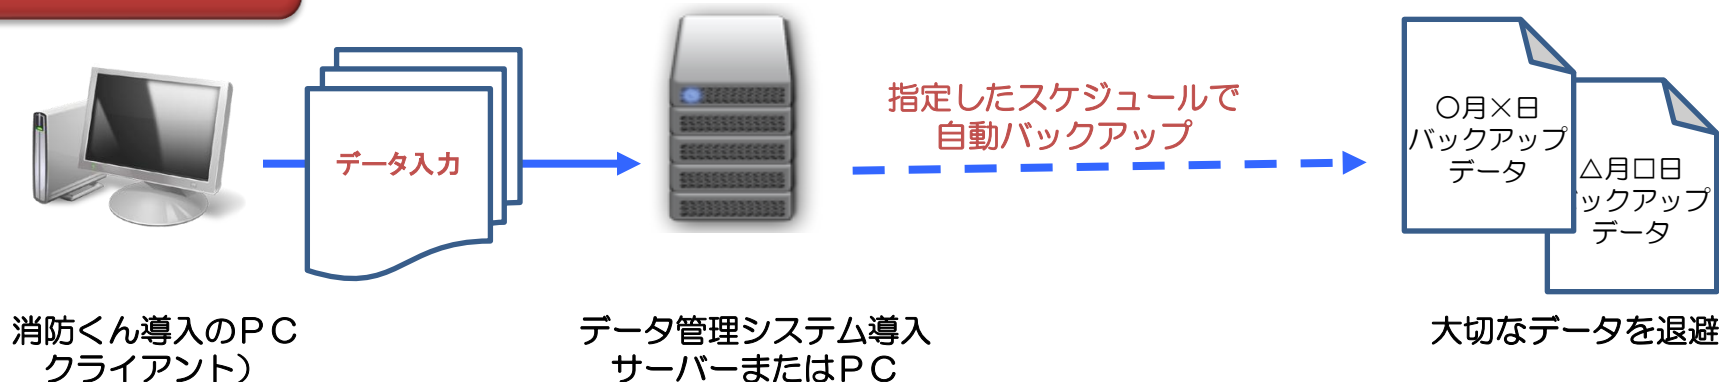 指定したスケジュールで
自動バックアップ
データ入力
〇月×日
バックアップ
データ
△月□日
ックアップ
データ
消防くん導入のＰＣ
クライアント）
データ管理システム導入
サーバーまたはＰＣ
大切なデータを退避